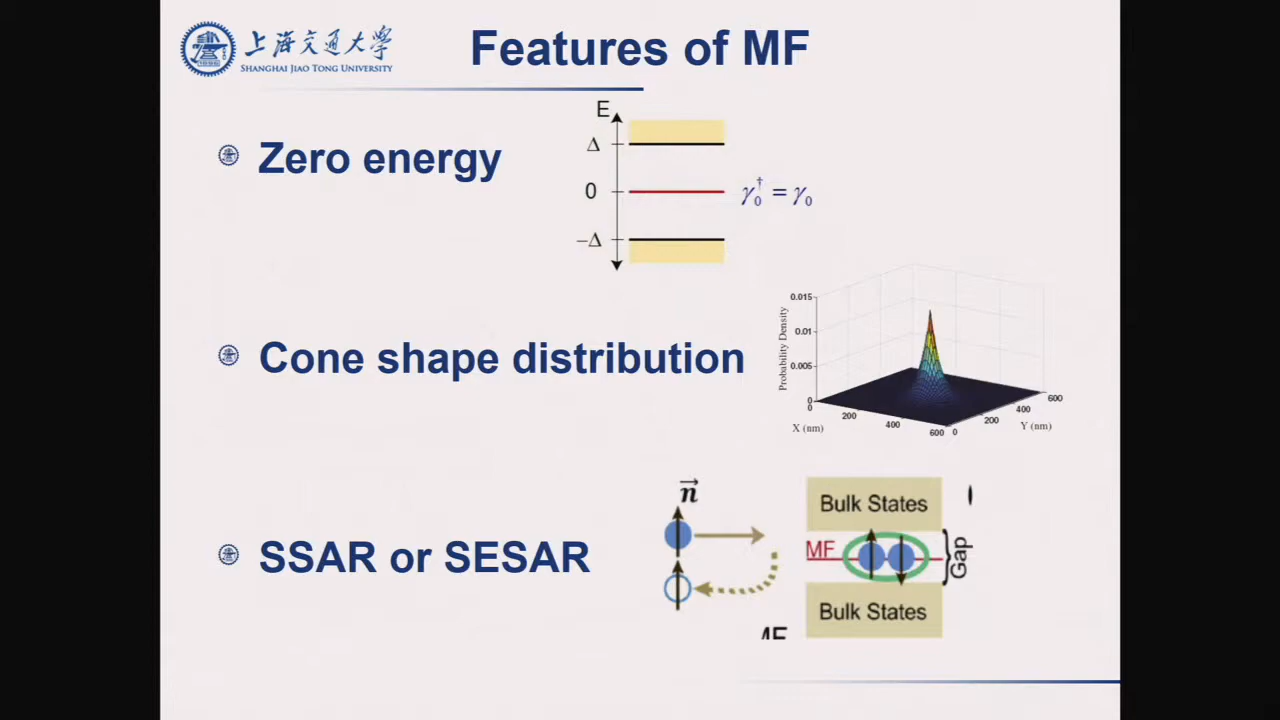 上海交通大学
SHANGHAI JIAO TONG UNIVERSITY
Features of MF
Zero energy
E
Δ
0
−Δ
γ₀† = γ₀
Cone shape distribution
Probability Density
0.015
0.01
0.005
0
0
200
400
600
X (nm)
0
200
400
600
Y (nm)
SSAR or SESAR
n⃗
Bulk States
MF
Gap
Bulk States